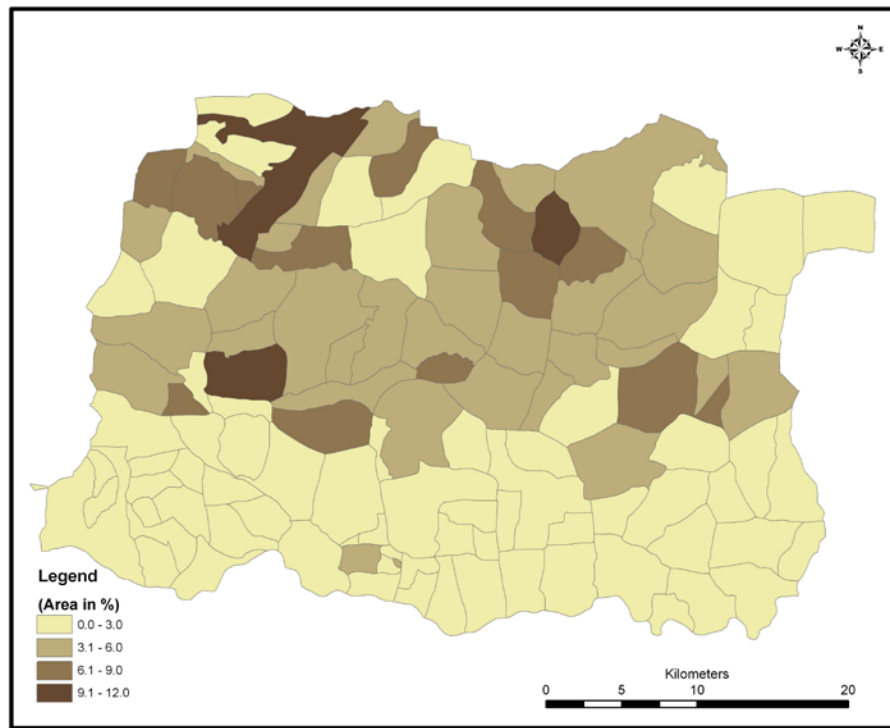 N
W E
S
Legend
(Area in %)
0.0 - 3.0
3.1 - 6.0
6.1 - 9.0
9.1 - 12.0
Kilometers
0 5 10 20